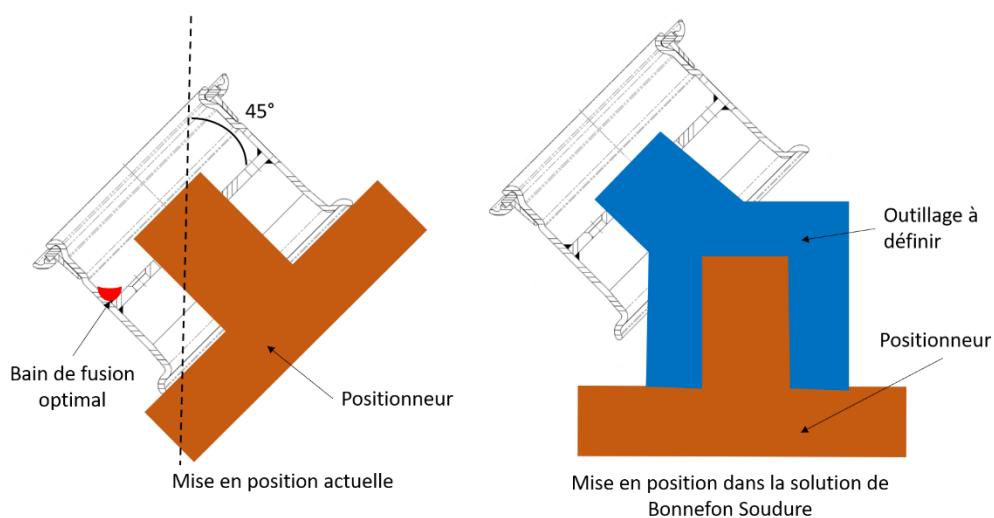 45°
Bain de fusion
optimal
Positionneur
Mise en position actuelle
Outillage à
définir
Positionneur
Mise en position dans la solution de
Bonnefon Soudure